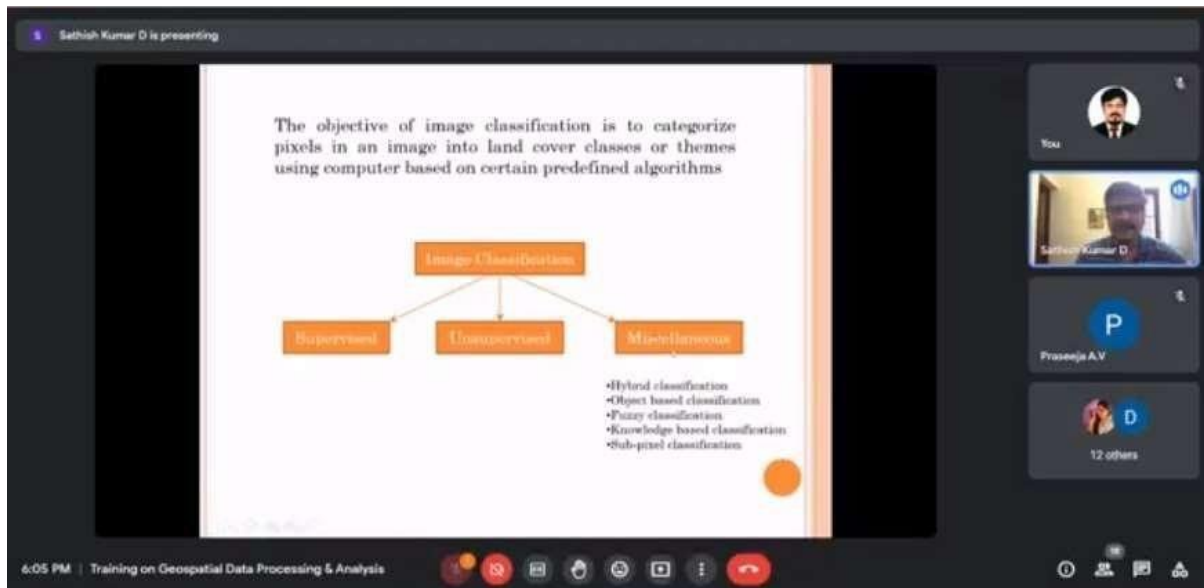 S Sathish Kumar D is presenting
The objective of image classification is to categorize
pixels in an image into land cover classes or themes
using computer based on certain predefined algorithms
Image Classification
Supervised Unsupervised Miscellaneous
•Hybrid classification
•Object based classification
•Fuzzy classification
•Knowledge based classification
•Sub-pixel classification
You
Sathish Kumar D
P
Praseeja A.V
D
12 others
6:05 PM | Training on Geospatial Data Processing & Analysis